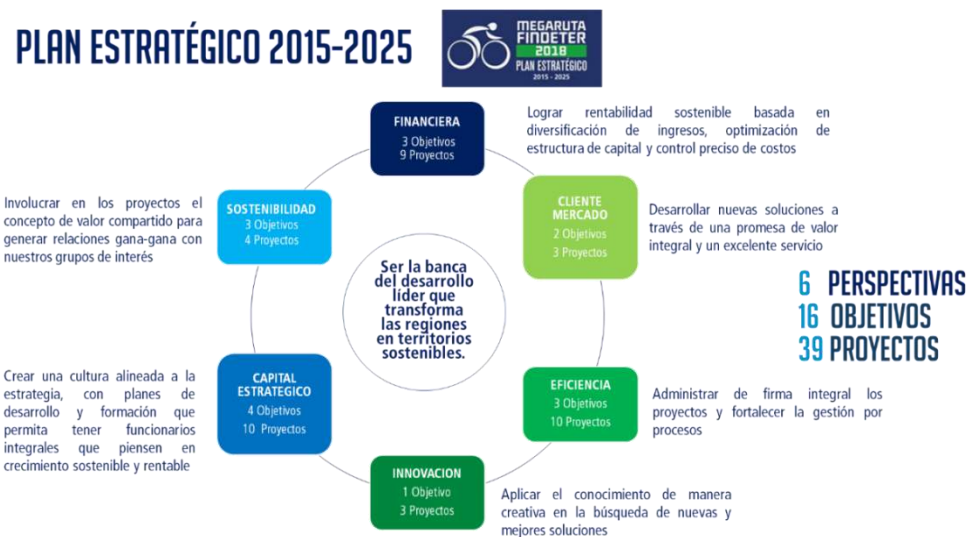 PLAN ESTRATÉGICO 2015-2025
MEGARUTA
FINDETER
2018
PLAN ESTRATÉGICO
2015 - 2025
FINANCIERA
3 Objetivos
9 Proyectos
Lograr rentabilidad sostenible basada en
diversificación de ingresos, optimización de
estructura de capital y control preciso de costos
CLIENTE
MERCADO
2 Objetivos
3 Proyectos
Desarrollar nuevas soluciones a
través de una promesa de valor
integral y un excelente servicio
Involucrar en los proyectos el
concepto de valor compartido para
generar relaciones gana-gana con
nuestros grupos de interés
SOSTENIBILIDAD
3 Objetivos
4 Proyectos
Ser la banca
del desarrollo
líder que
transforma
las regiones
en territorios
sostenibles.
6 PERSPECTIVAS
16 OBJETIVOS
39 PROYECTOS
Crear una cultura alineada a la
estrategia, con planes de
desarrollo y formación que
permita tener funcionarios
integrales que piensen en
crecimiento sostenible y rentable
CAPITAL
ESTRATEGICO
4 Objetivos
10 Proyectos
EFICIENCIA
3 Objetivos
10 Proyectos
Administrar de firma integral los
proyectos y fortalecer la gestión por
procesos
INNOVACION
1 Objetivo
3 Proyectos
Aplicar el conocimiento de manera
creativa en la búsqueda de nuevas y
mejores soluciones